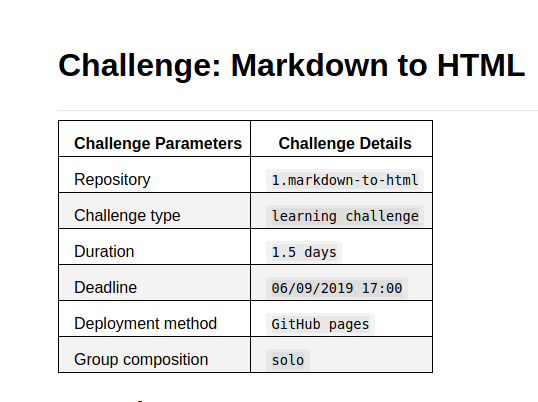 Challenge: Markdown to HTML
Challenge Parameters Challenge Details
Repository 1.markdown-to-html
Challenge type learning challenge
Duration 1.5 days
Deadline 06/09/2019 17:00
Deployment method GitHub pages
Group composition solo